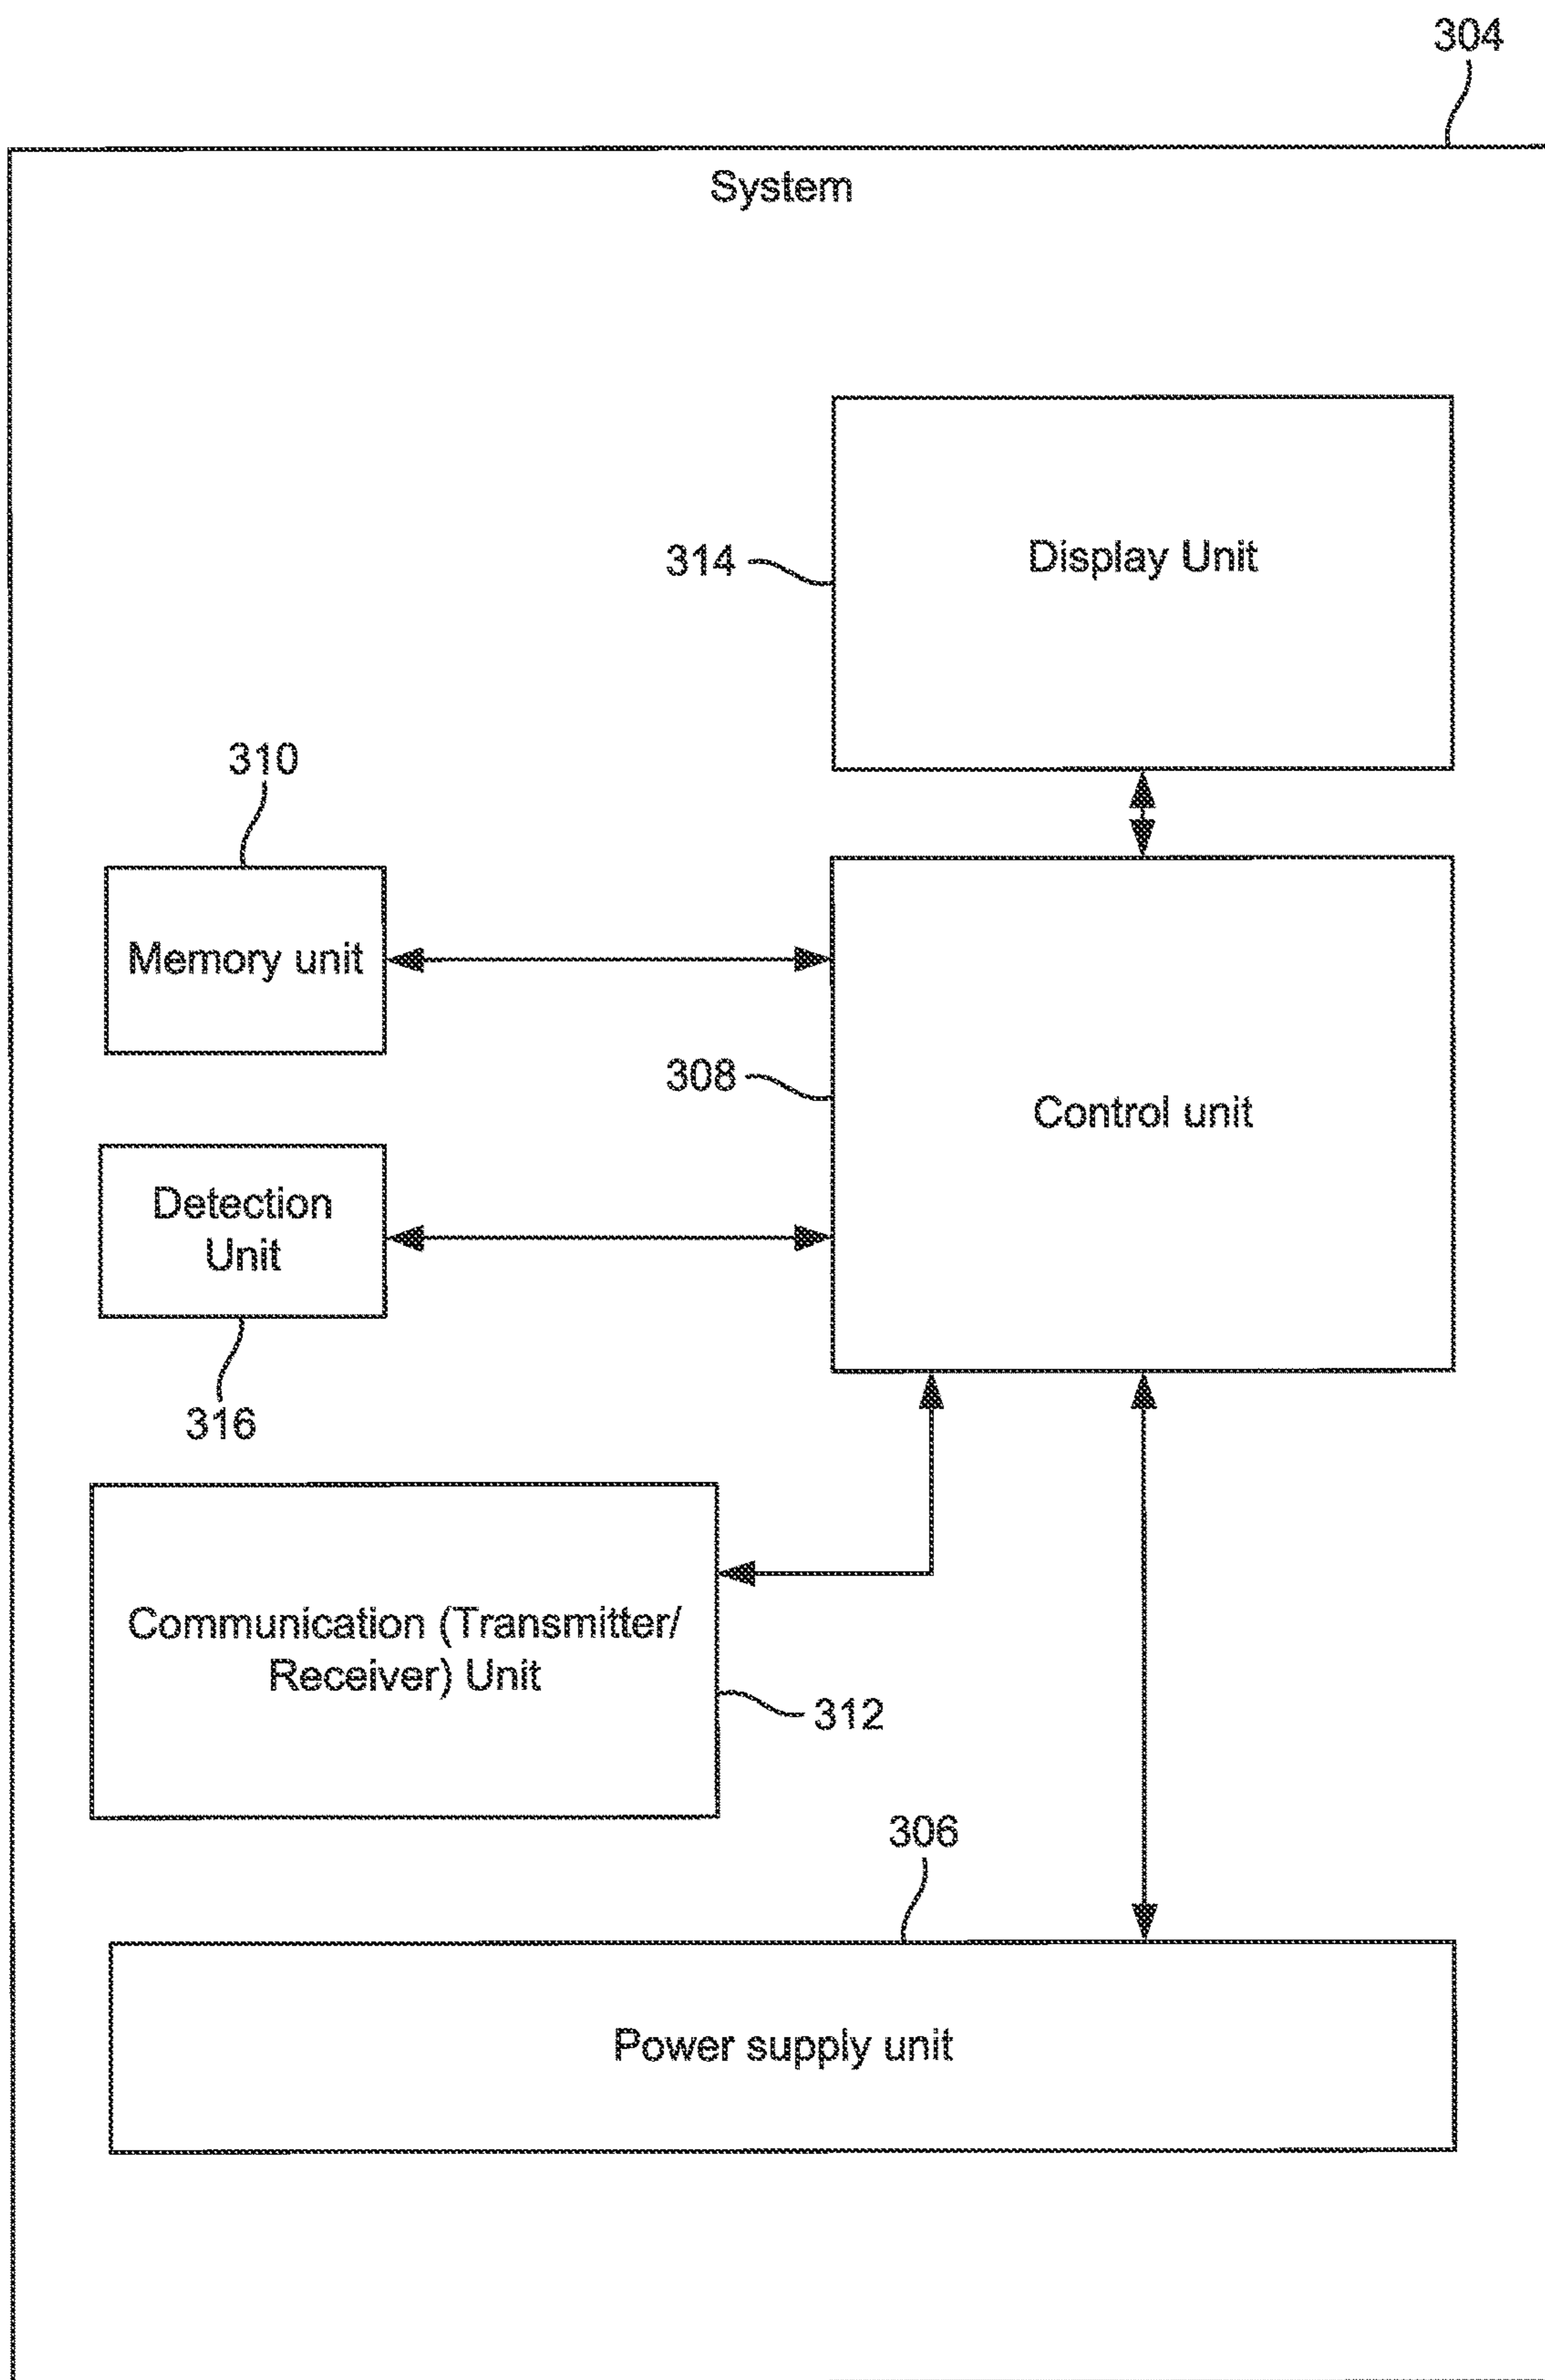 304
System
314
Display Unit
310
Memory unit
308
Control unit
Detection
Unit
316
Communication (Transmitter/
Receiver) Unit
312
306
Power supply unit